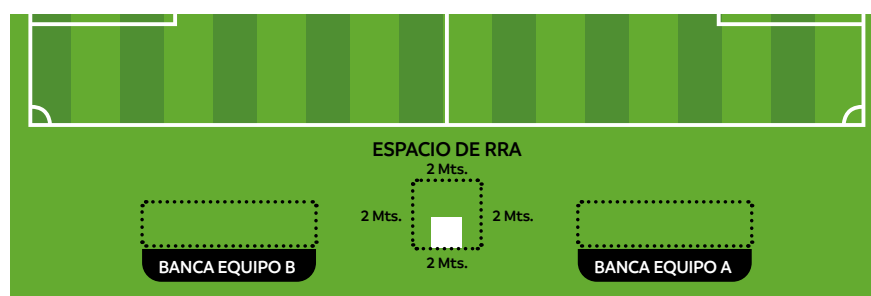 ESPACIO DE RRA
2 Mts.
2 Mts.
2 Mts.
2 Mts.
BANCA EQUIPO B
BANCA EQUIPO A